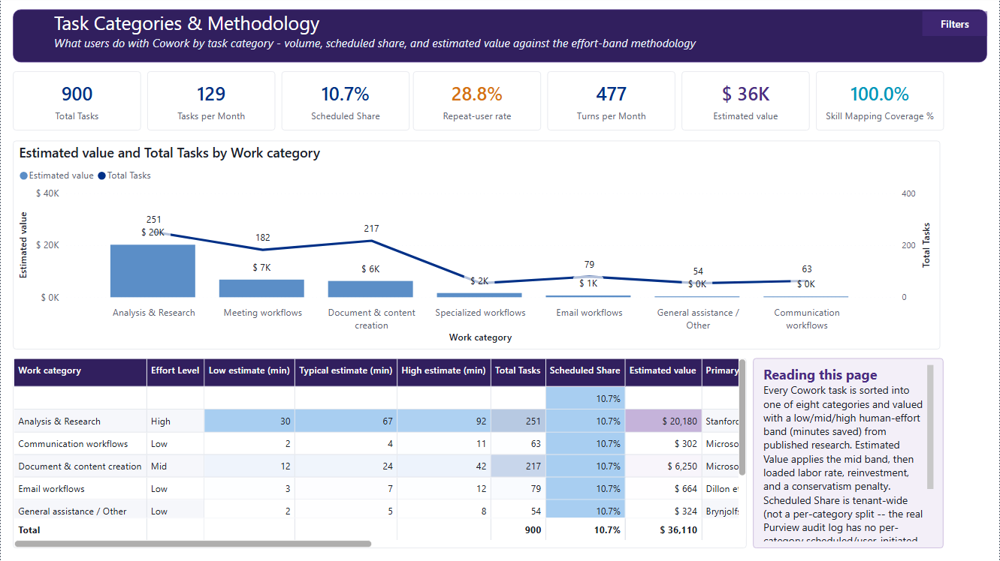 Task Categories & Methodology
What users do with Cowork by task category - volume, scheduled share, and estimated value against the effort-band methodology
Filters
900
Total Tasks
129
Tasks per Month
10.7%
Scheduled Share
28.8%
Repeat-user rate
477
Turns per Month
$ 36K
Estimated value
100.0%
Skill Mapping Coverage %
Estimated value and Total Tasks by Work category
Estimated value Total Tasks
$ 40K
$ 20K
$ 0K
Estimated value
400
200
0
Total Tasks
251
$ 20K
182
$ 7K
217
$ 6K
$ 2K
79
$ 1K
54
$ 0K
63
$ 0K
Analysis & Research
Meeting workflows
Document & content
creation
Specialized workflows
Email workflows
General assistance /
Other
Communication
workflows
Work category
Work category Effort Level Low estimate (min) Typical estimate (min) High estimate (min) Total Tasks Scheduled Share Estimated value Primary
10.7%
Analysis & Research High 30 67 92 251 10.7% $ 20,180 Stanford
Communication workflows Low 2 4 11 63 10.7% $ 302 Microso
Document & content creation Mid 12 24 42 217 10.7% $ 6,250 Microso
Email workflows Low 3 7 12 79 10.7% $ 664 Dillon et
General assistance / Other Low 2 5 8 54 10.7% $ 324 Brynjolfs
Total 900 10.7% $ 36,110
Reading this page
Every Cowork task is sorted into
one of eight categories and valued
with a low/mid/high human-effort
band (minutes saved) from
published research. Estimated
Value applies the mid band, then
loaded labor rate, reinvestment,
and a conservatism penalty.
Scheduled Share is tenant-wide
(not a per-category split -- the real
Purview audit log has no per-
category scheduled/user-initiated